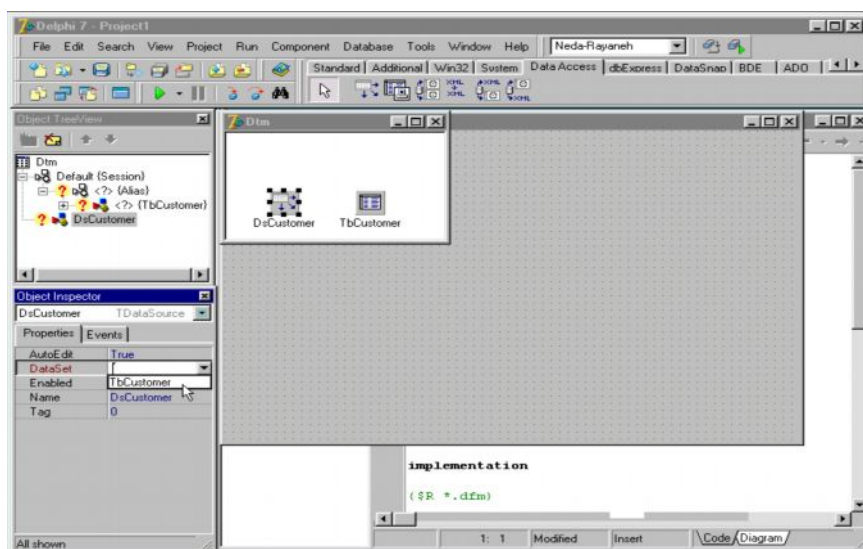 Delphi 7 - Project1
File Edit Search View Project Run Component Database Tools Window Help Neda-Rayaneh
Standard Additional Win32 System Data Access dbExpress DataSnap BDE ADO
Object TreeView
Dtm
Default {Session}
<?> {Alias}
<?> {TbCustomer}
DsCustomer
Dtm
DsCustomer TbCustomer
Object Inspector
DsCustomer TDataSource
Properties Events
AutoEdit True
DataSet
TbCustomer
Enabled
Name DsCustomer
Tag 0
All shown
implementation
{$R *.dfm}
1: 1 Modified Insert Code Diagram